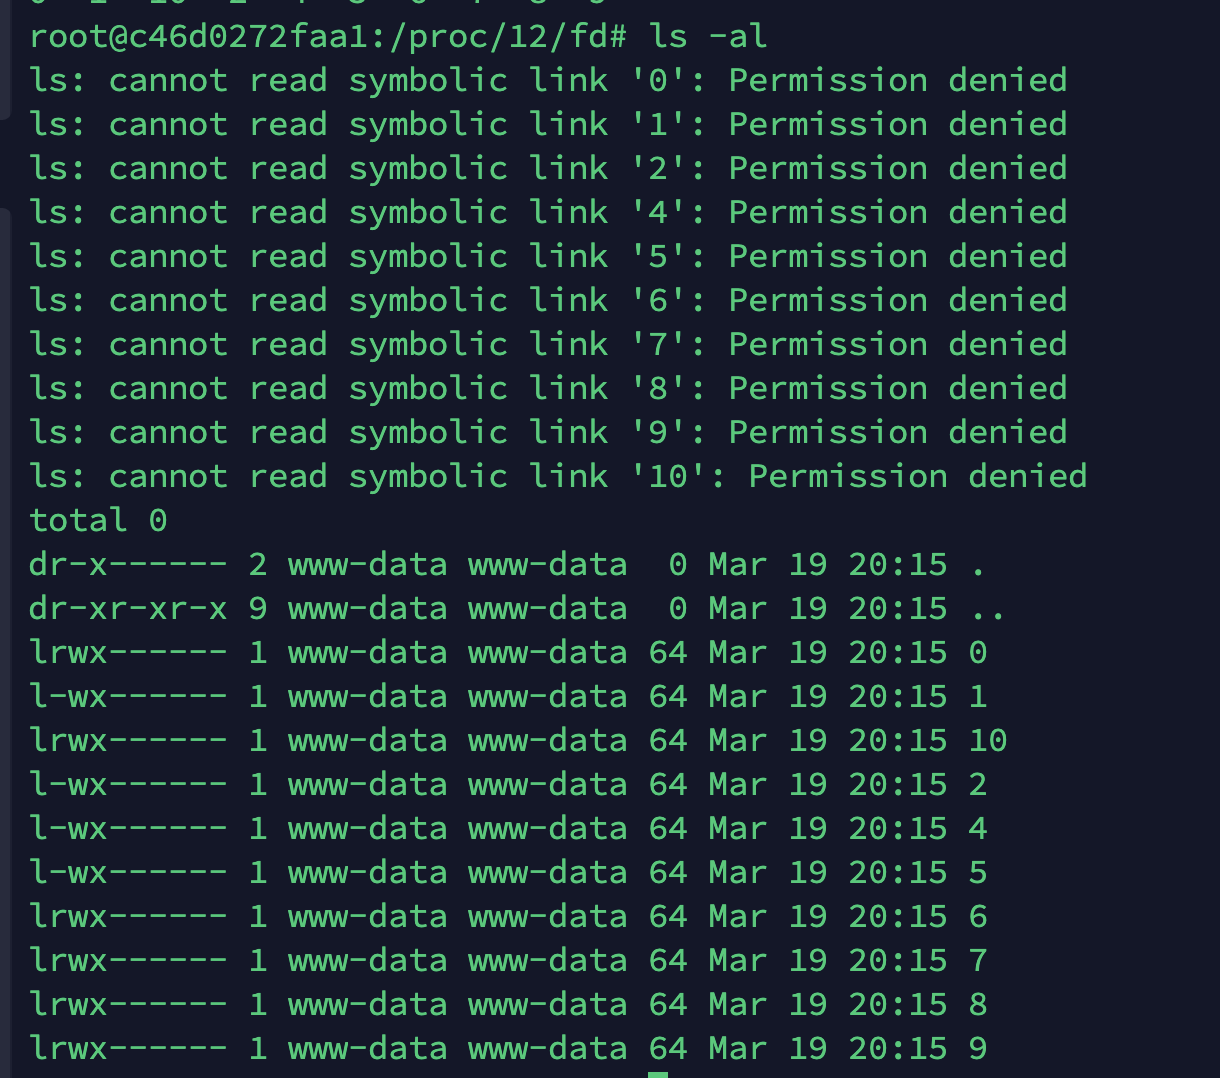 root@c46d0272faa1:/proc/12/fd# ls -al
ls: cannot read symbolic link '0': Permission denied
ls: cannot read symbolic link '1': Permission denied
ls: cannot read symbolic link '2': Permission denied
ls: cannot read symbolic link '4': Permission denied
ls: cannot read symbolic link '5': Permission denied
ls: cannot read symbolic link '6': Permission denied
ls: cannot read symbolic link '7': Permission denied
ls: cannot read symbolic link '8': Permission denied
ls: cannot read symbolic link '9': Permission denied
ls: cannot read symbolic link '10': Permission denied
total 0
dr-x------ 2 www-data www-data  0 Mar 19 20:15 .
dr-xr-xr-x 9 www-data www-data  0 Mar 19 20:15 ..
lrwx------ 1 www-data www-data 64 Mar 19 20:15 0
l-wx------ 1 www-data www-data 64 Mar 19 20:15 1
lrwx------ 1 www-data www-data 64 Mar 19 20:15 10
l-wx------ 1 www-data www-data 64 Mar 19 20:15 2
l-wx------ 1 www-data www-data 64 Mar 19 20:15 4
l-wx------ 1 www-data www-data 64 Mar 19 20:15 5
lrwx------ 1 www-data www-data 64 Mar 19 20:15 6
lrwx------ 1 www-data www-data 64 Mar 19 20:15 7
lrwx------ 1 www-data www-data 64 Mar 19 20:15 8
lrwx------ 1 www-data www-data 64 Mar 19 20:15 9